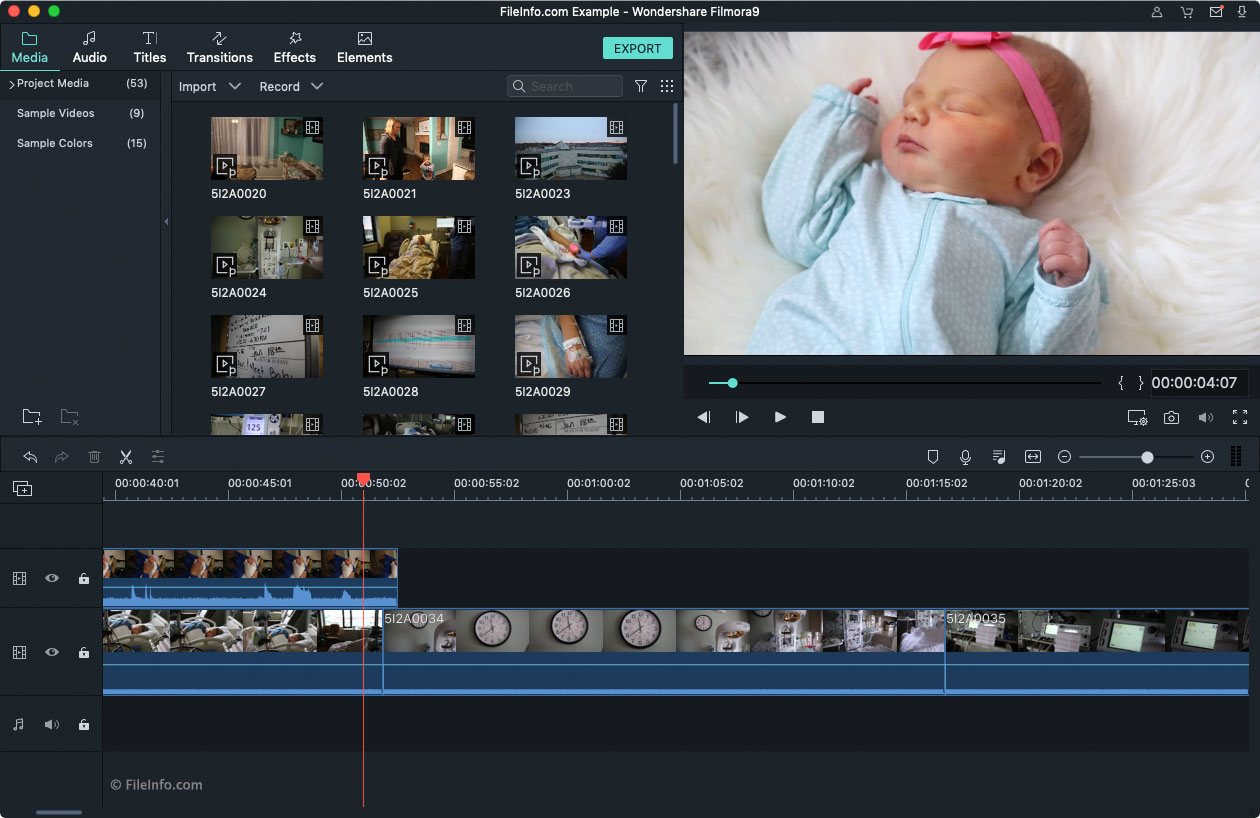 FileInfo.com Example - Wondershare Filmora9
Media
Audio
Titles
Transitions
Effects
Elements
EXPORT
Project Media (53)
Sample Videos (9)
Sample Colors (15)
Import
Record
Search
5I2A0020
5I2A0021
5I2A0023
5I2A0024
5I2A0025
5I2A0026
5I2A0027
5I2A0028
5I2A0029
125
{ } 00:00:04:07
00:00:40:01 00:00:45:01 00:00:50:02 00:00:55:02 00:01:00:02 00:01:05:02 00:01:10:02 00:01:15:02 00:01:20:02 00:01:25:03
5I2A0034
5I2A0035
© FileInfo.com